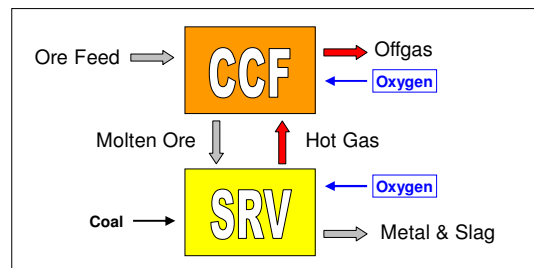 Ore Feed
CCF
Offgas
Oxygen
Molten Ore
Hot Gas
Coal
SRV
Oxygen
Metal & Slag